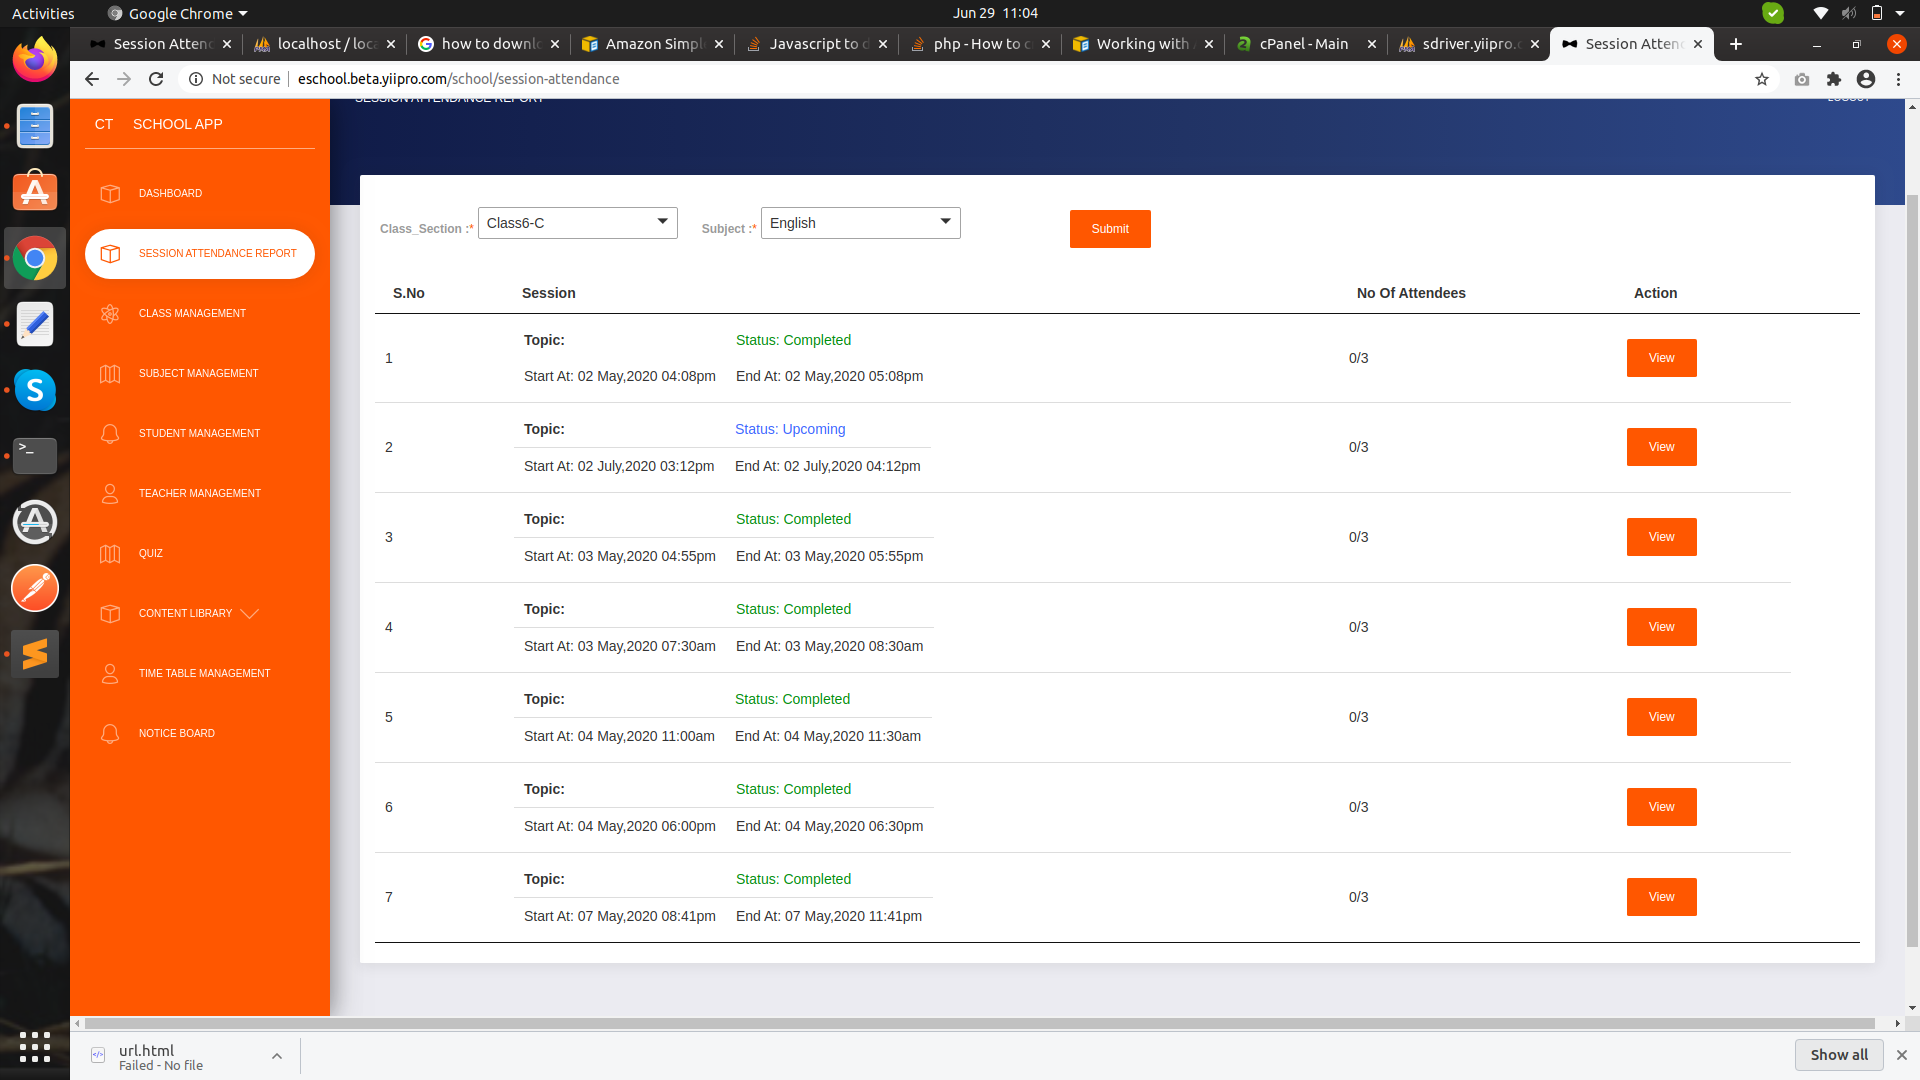 Activities Google Chrome Jun 29 11:04
Session Atten localhost / loc how to downl Amazon Simpl Javascript to d php - How to c Working with cPanel - Main sdriver.yiipro. Session Atten
Not secure eschool.beta.yiipro.com/school/session-attendance
SESSION ATTENDANCE REPORT LOGOUT
CT SCHOOL APP
DASHBOARD
SESSION ATTENDANCE REPORT
CLASS MANAGEMENT
SUBJECT MANAGEMENT
STUDENT MANAGEMENT
TEACHER MANAGEMENT
QUIZ
CONTENT LIBRARY
TIME TABLE MANAGEMENT
NOTICE BOARD
Class_Section :* Class6-C Subject :* English Submit
S.No Session No Of Attendees Action
Topic: Status: Completed
1 0/3 View
Start At: 02 May,2020 04:08pm End At: 02 May,2020 05:08pm
Topic: Status: Upcoming
2 0/3 View
Start At: 02 July,2020 03:12pm End At: 02 July,2020 04:12pm
Topic: Status: Completed
3 0/3 View
Start At: 03 May,2020 04:55pm End At: 03 May,2020 05:55pm
Topic: Status: Completed
4 0/3 View
Start At: 03 May,2020 07:30am End At: 03 May,2020 08:30am
Topic: Status: Completed
5 0/3 View
Start At: 04 May,2020 11:00am End At: 04 May,2020 11:30am
Topic: Status: Completed
6 0/3 View
Start At: 04 May,2020 06:00pm End At: 04 May,2020 06:30pm
Topic: Status: Completed
7 0/3 View
Start At: 07 May,2020 08:41pm End At: 07 May,2020 11:41pm
url.html
Failed - No file
Show all